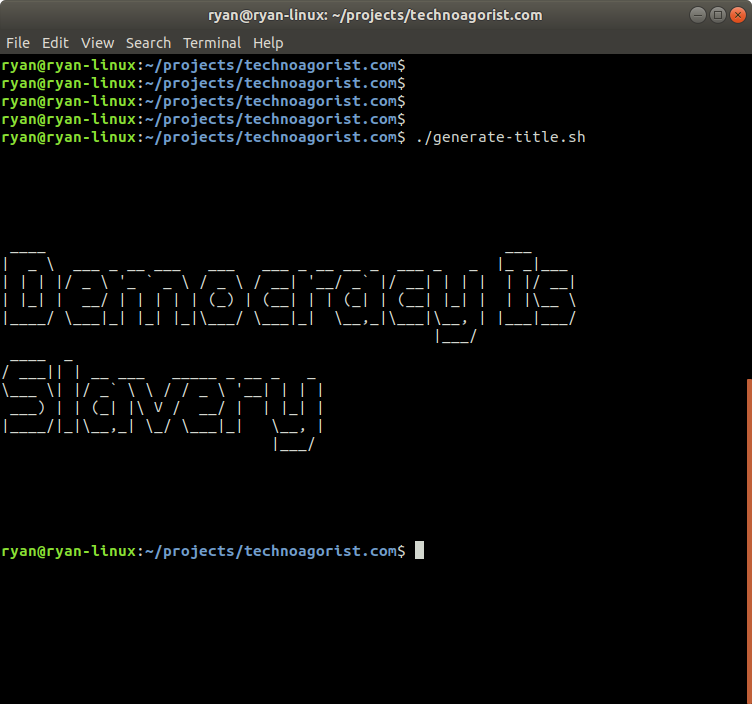 ryan@ryan-linux: ~/projects/technoagorist.com
File Edit View Search Terminal Help
ryan@ryan-linux:~/projects/technoagorist.com$
ryan@ryan-linux:~/projects/technoagorist.com$
ryan@ryan-linux:~/projects/technoagorist.com$
ryan@ryan-linux:~/projects/technoagorist.com$
ryan@ryan-linux:~/projects/technoagorist.com$ ./generate-title.sh
Democracy Is
Slavery
ryan@ryan-linux:~/projects/technoagorist.com$